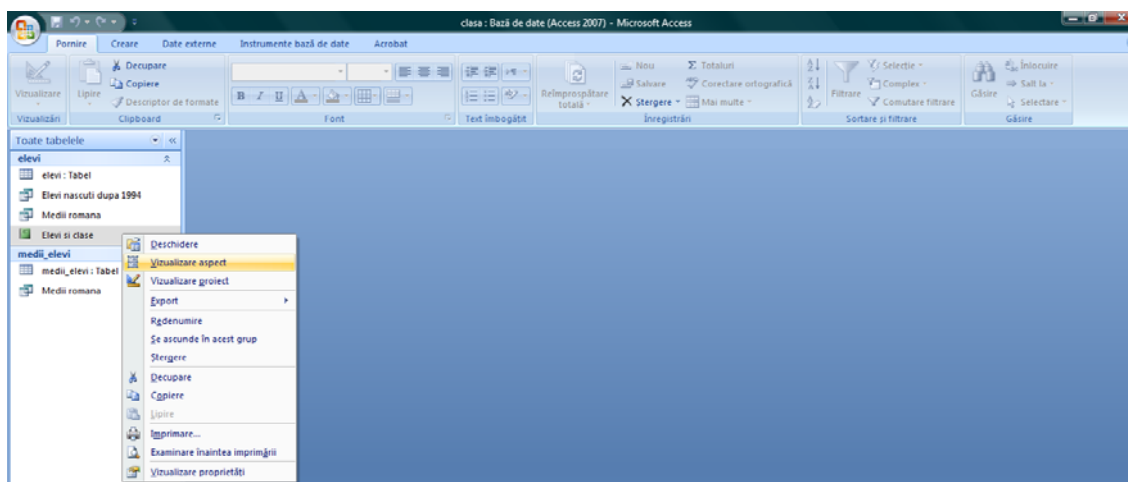 clasa : Bază de date (Access 2007) - Microsoft Access
Pornire Creare Date externe Instrumente bază de date Acrobat
Vizualizare
Vizualizări
Lipire
Decupare
Copiere
Descriptor de formate
Clipboard
B I U A
Font
Text îmbogățit
Reîmprospătare
totală
Nou
Salvare
Ștergere
Totaluri
Corectare ortografică
Mai multe
Înregistrări
Filtrare
Selecție
Complex
Comutare filtrare
Sortare și filtrare
Găsire
Înlocuire
Salt la
Selectare
Găsire
Toate tabelele
elevi
elevi : Tabel
Elevi nascuti dupa 1994
Medii romana
Elevi si clase
medii_elevi
medii_elevi : Tabel
Medii romana
Deschidere
Vizualizare aspect
Vizualizare proiect
Export
Redenumire
Se ascunde în acest grup
Ștergere
Decupare
Copiere
Lipire
Imprimare...
Examinare înaintea imprimării
Vizualizare proprietăți